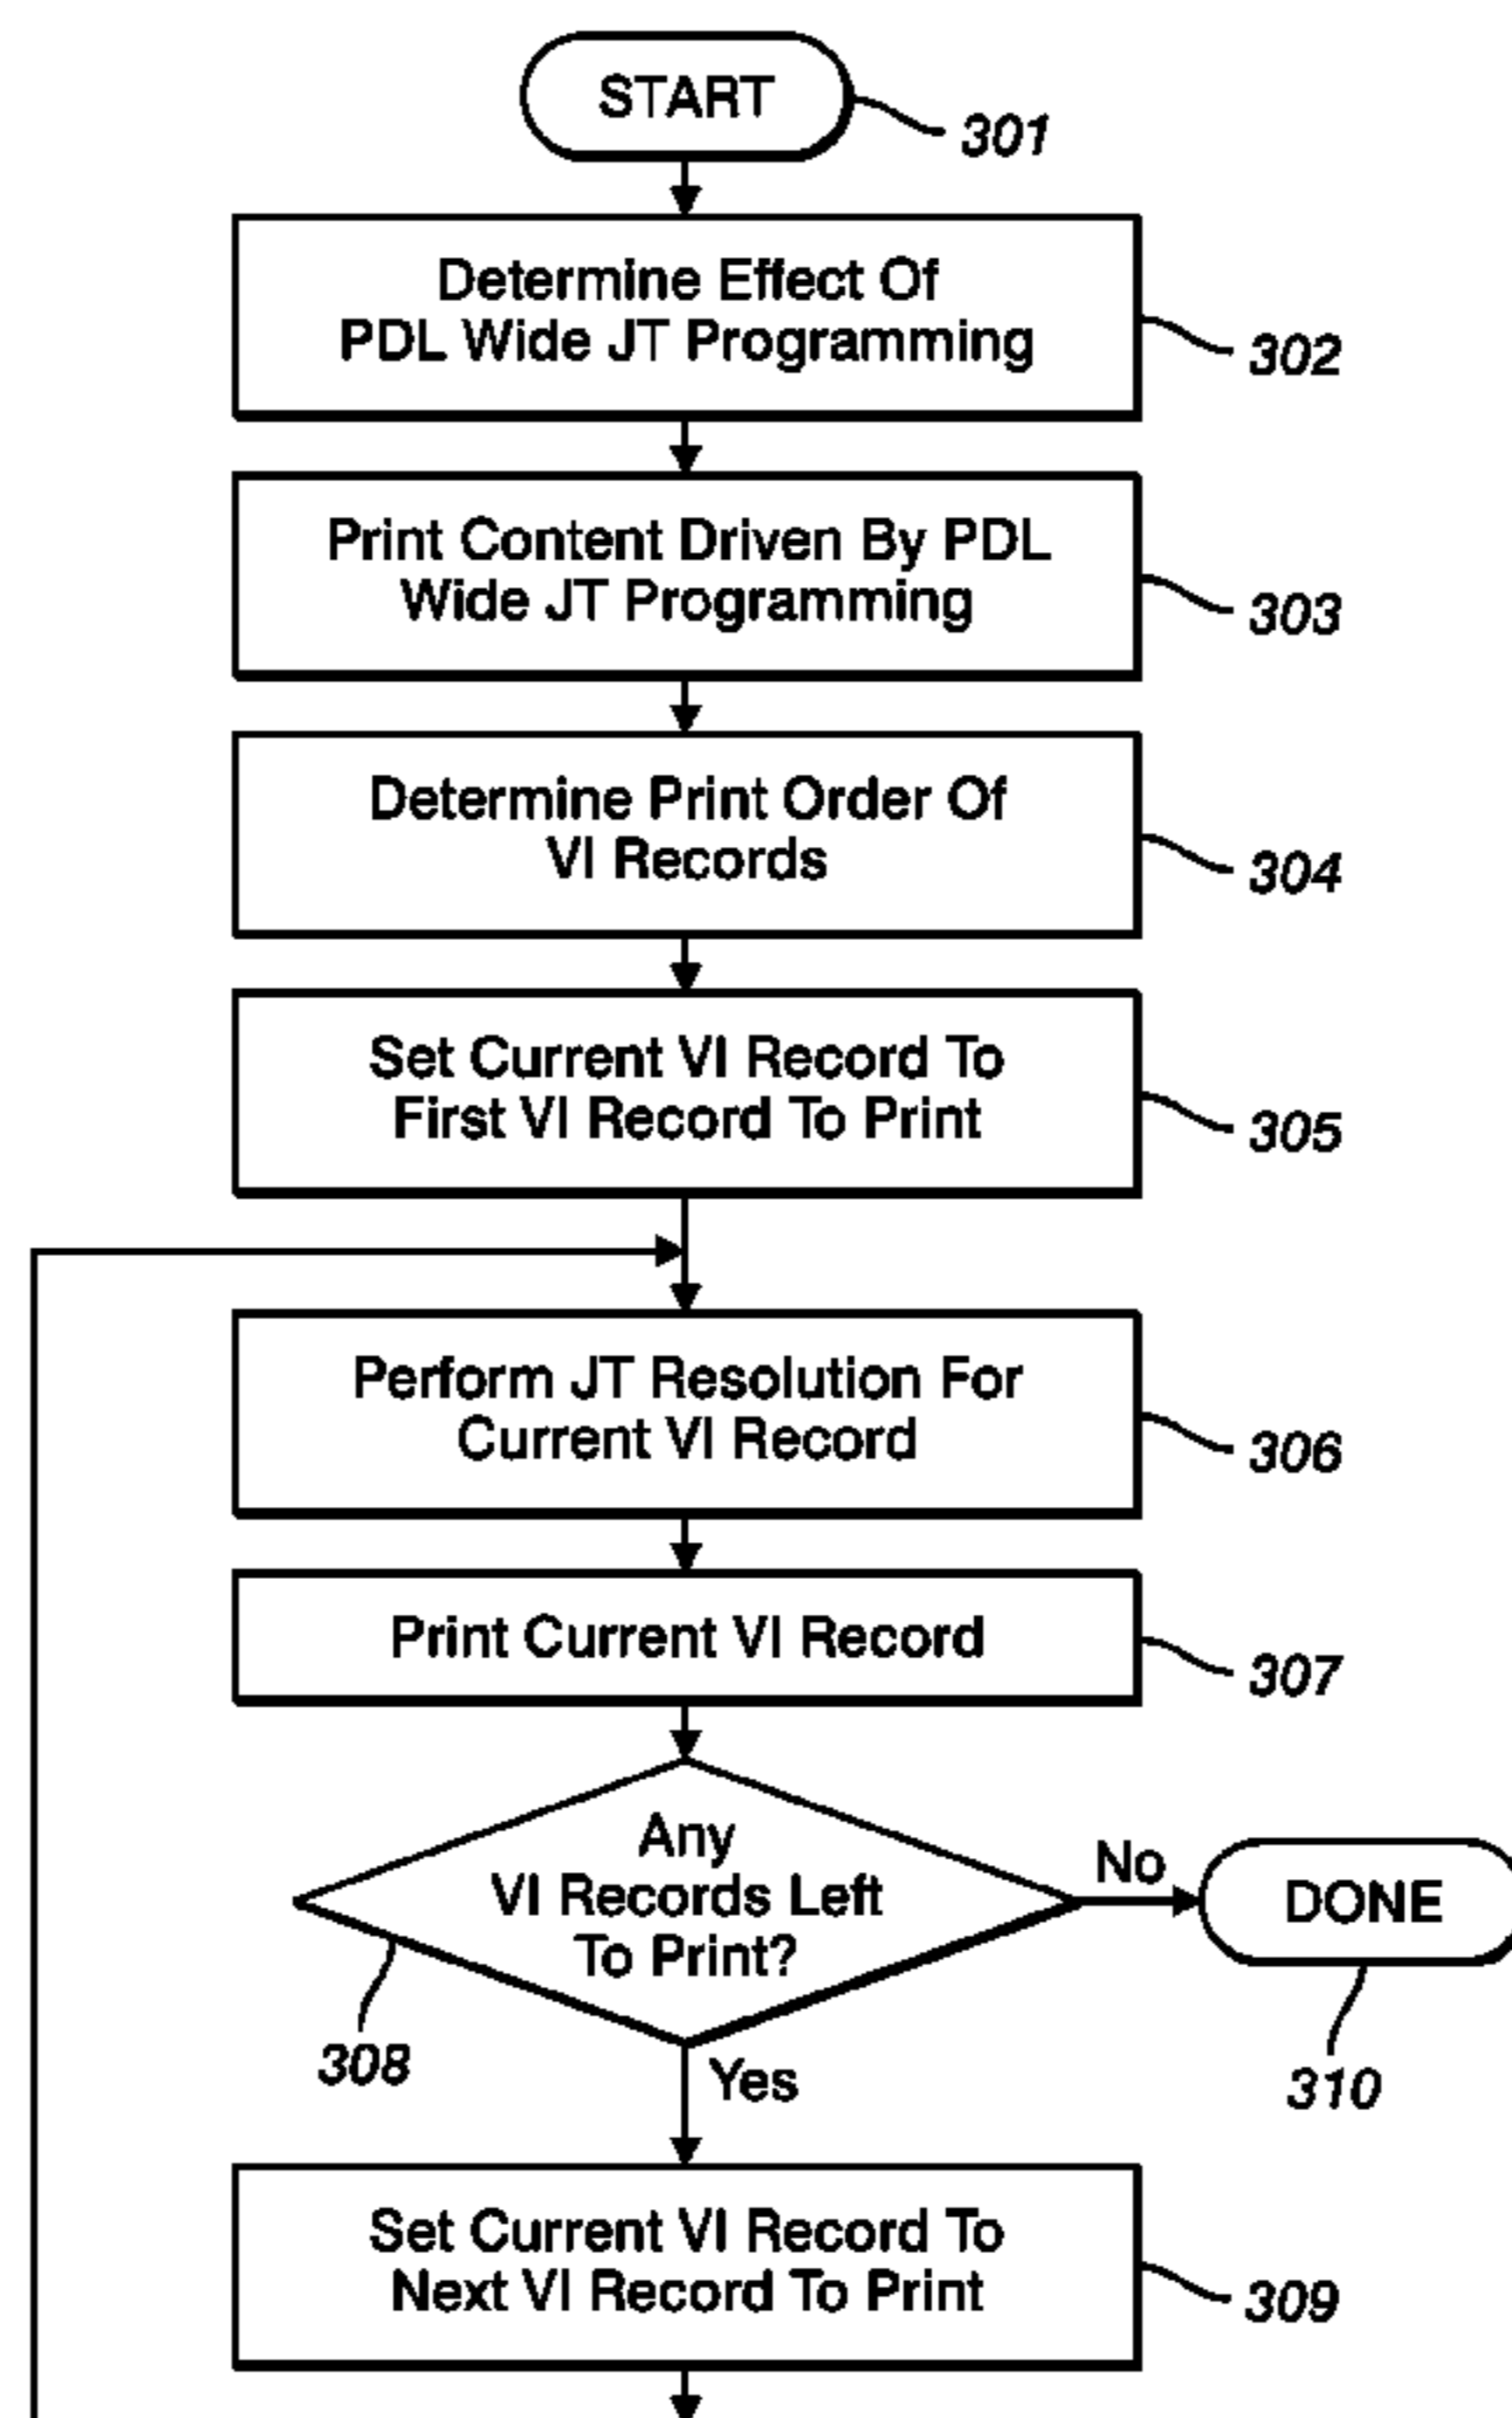 START
301
Determine Effect Of
PDL Wide JT Programming
302
Print Content Driven By PDL
Wide JT Programming
303
Determine Print Order Of
VI Records
304
Set Current VI Record To
First VI Record To Print
305
Perform JT Resolution For
Current VI Record
306
Print Current VI Record
307
Any
VI Records Left
To Print?
308
No
DONE
310
Yes
Set Current VI Record To
Next VI Record To Print
309